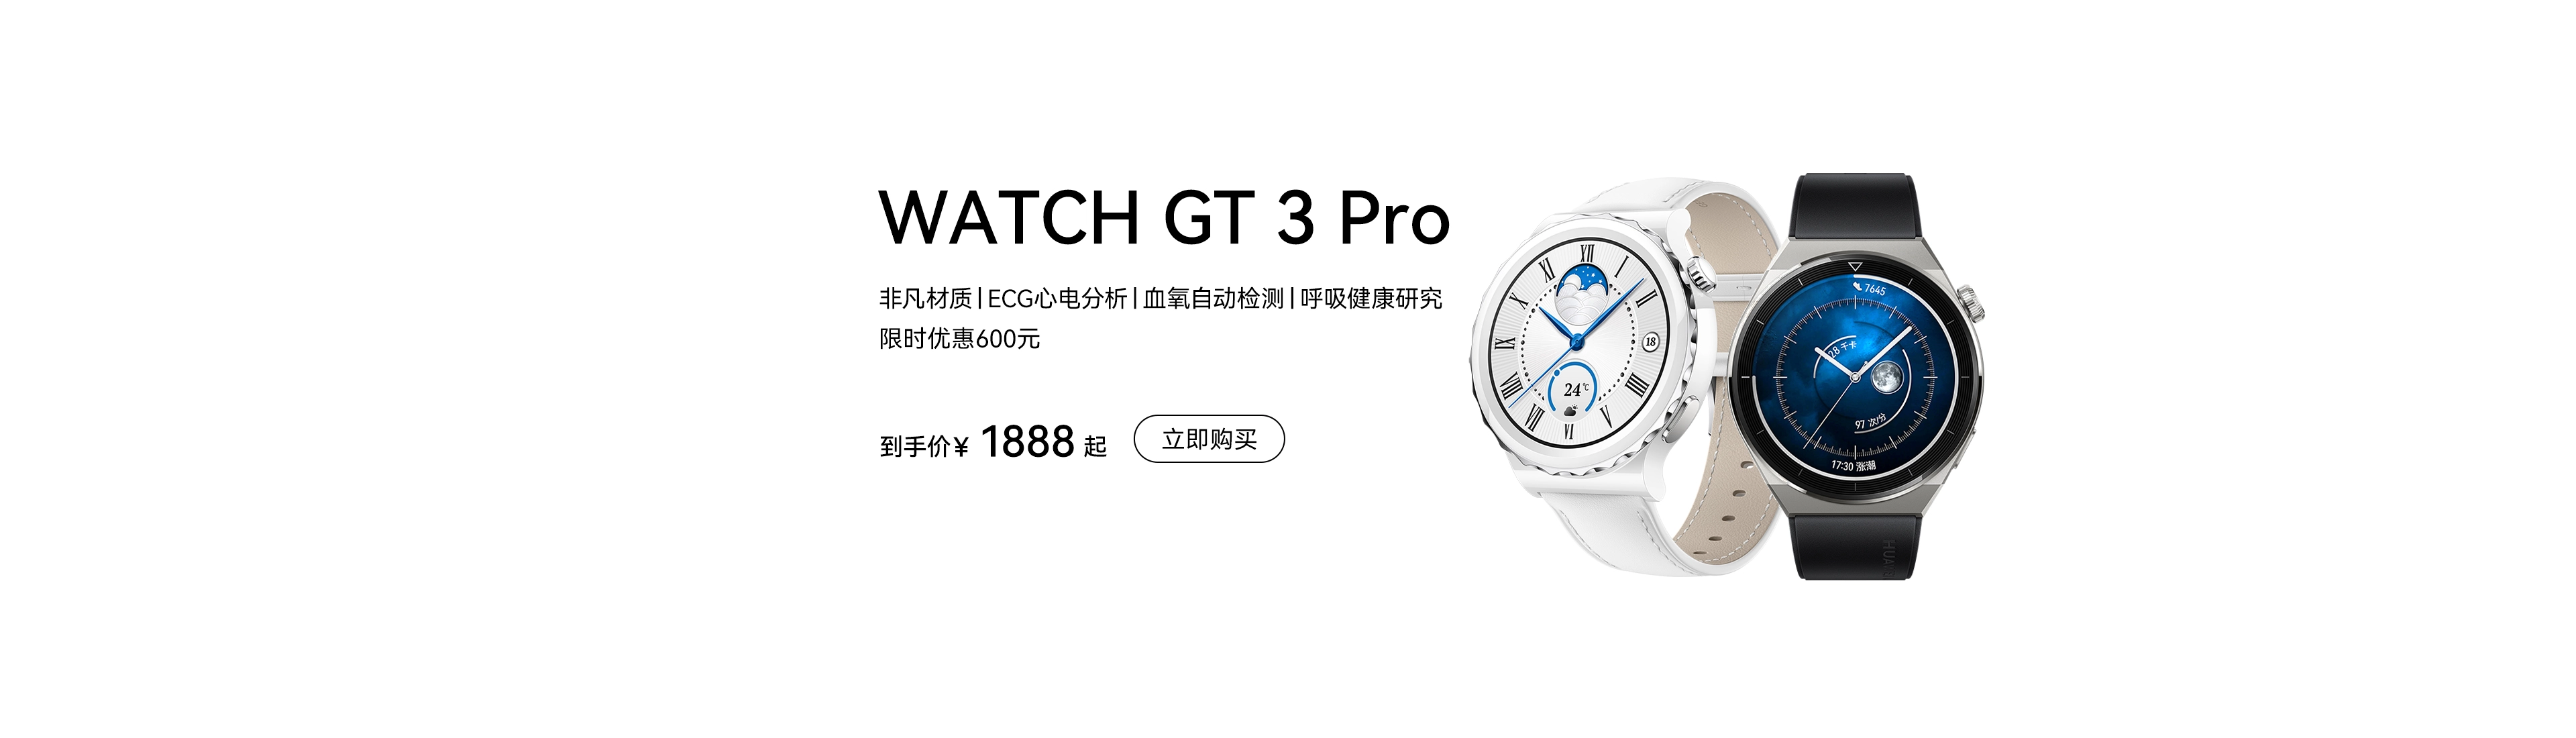 WATCH GT 3 Pro
非凡材质|ECG心电分析|血氧自动检测|呼吸健康研究
限时优惠600元
到手价¥ 1888 起
立即购买
XII
I
II
18
III
V
VI
VII
VIII
IX
X
XI
24℃
7645
28 千卡
97 次/分
17:30 涨潮